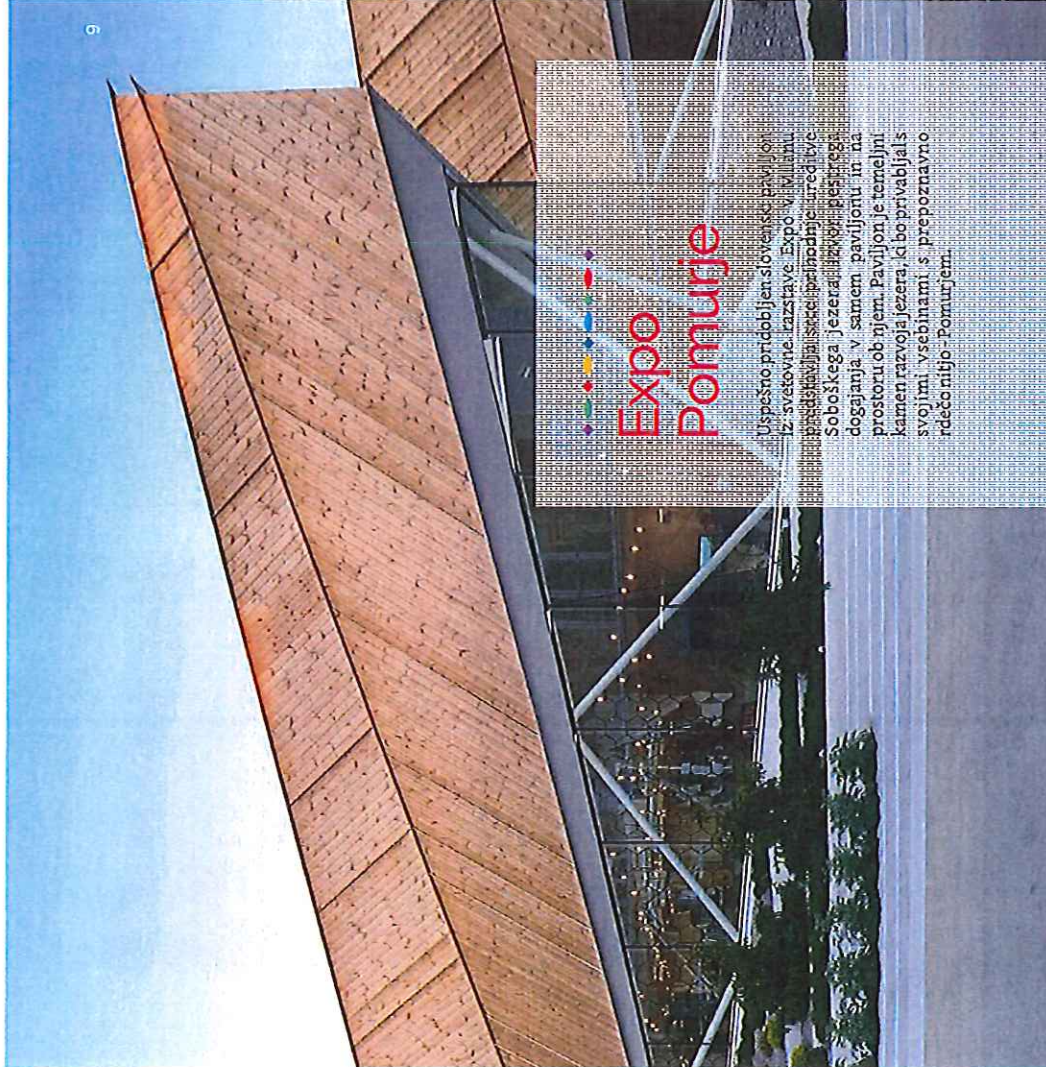 Expo
Pomurje
Uspešno pridobljen slovenski paviljon
iz svetovne razstave Expo v Milanu
predstavlja srce prihodnje ureditve
Soboškega jezera, izvor pestrega
dogajanja v samem paviljonu in na
prostoru ob njem. Paviljon je temeljni
kamen razvoja jezera, ki bo privabljal s
svojimi vsebinami s prepoznavno
rdečo nitjo - Pomurjem.
9